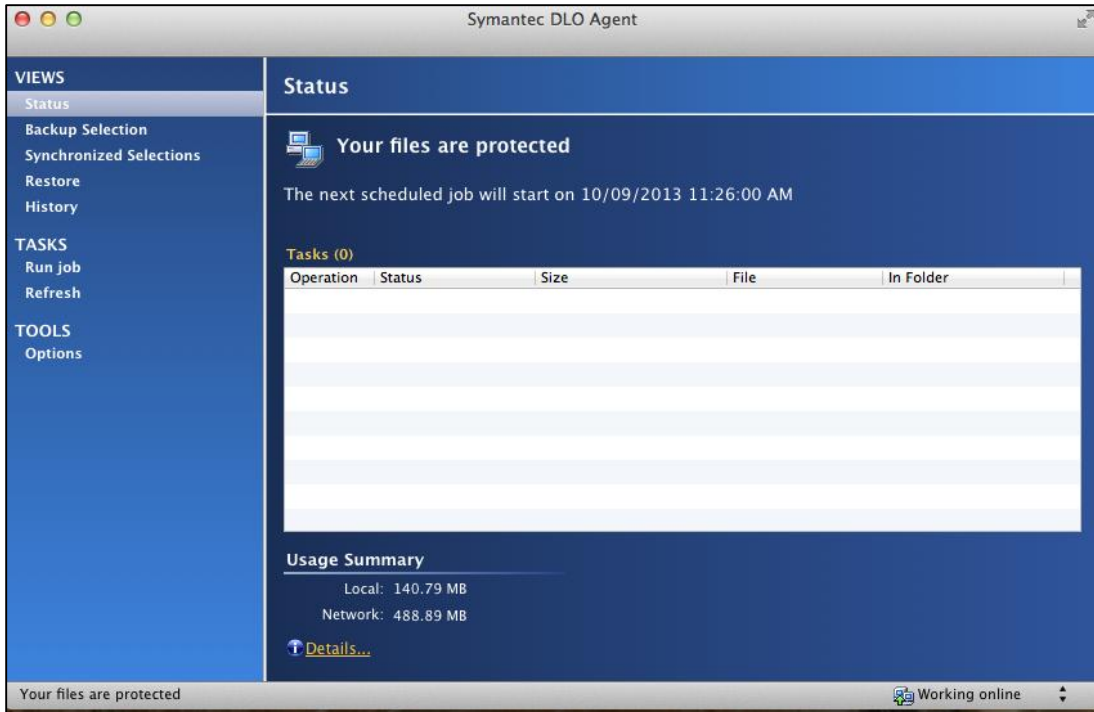 Symantec DLO Agent
VIEWS
Status
Backup Selection
Synchronized Selections
Restore
History
TASKS
Run job
Refresh
TOOLS
Options
Status
Your files are protected
The next scheduled job will start on 10/09/2013 11:26:00 AM
Tasks (0)
Operation Status Size File In Folder
Usage Summary
Local: 140.79 MB
Network: 488.89 MB
Details...
Your files are protected
Working online